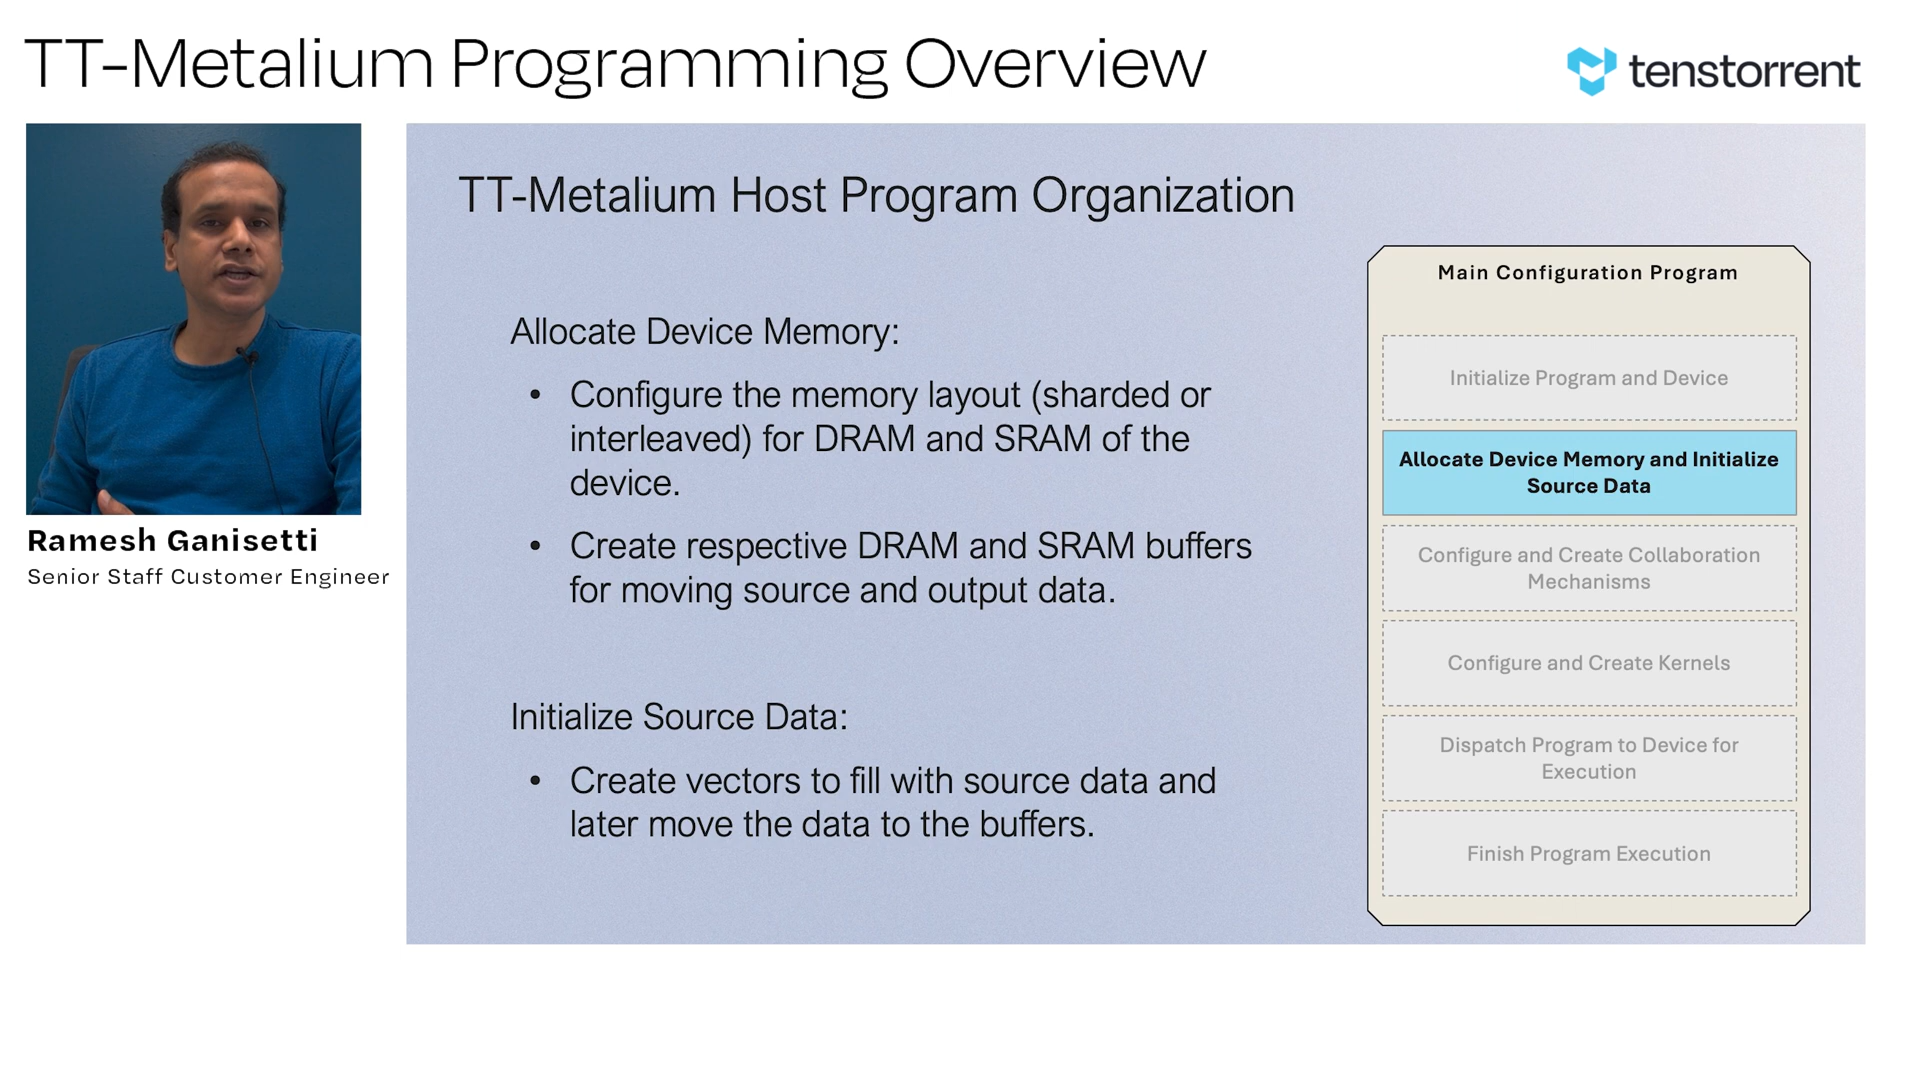 TT-Metalium Programming Overview
tenstorrent
Ramesh Ganisetti
Senior Staff Customer Engineer
TT-Metalium Host Program Organization
Allocate Device Memory:
• Configure the memory layout (sharded or
interleaved) for DRAM and SRAM of the
device.
• Create respective DRAM and SRAM buffers
for moving source and output data.
Initialize Source Data:
• Create vectors to fill with source data and
later move the data to the buffers.
Main Configuration Program
Initialize Program and Device
Allocate Device Memory and Initialize
Source Data
Configure and Create Collaboration
Mechanisms
Configure and Create Kernels
Dispatch Program to Device for
Execution
Finish Program Execution